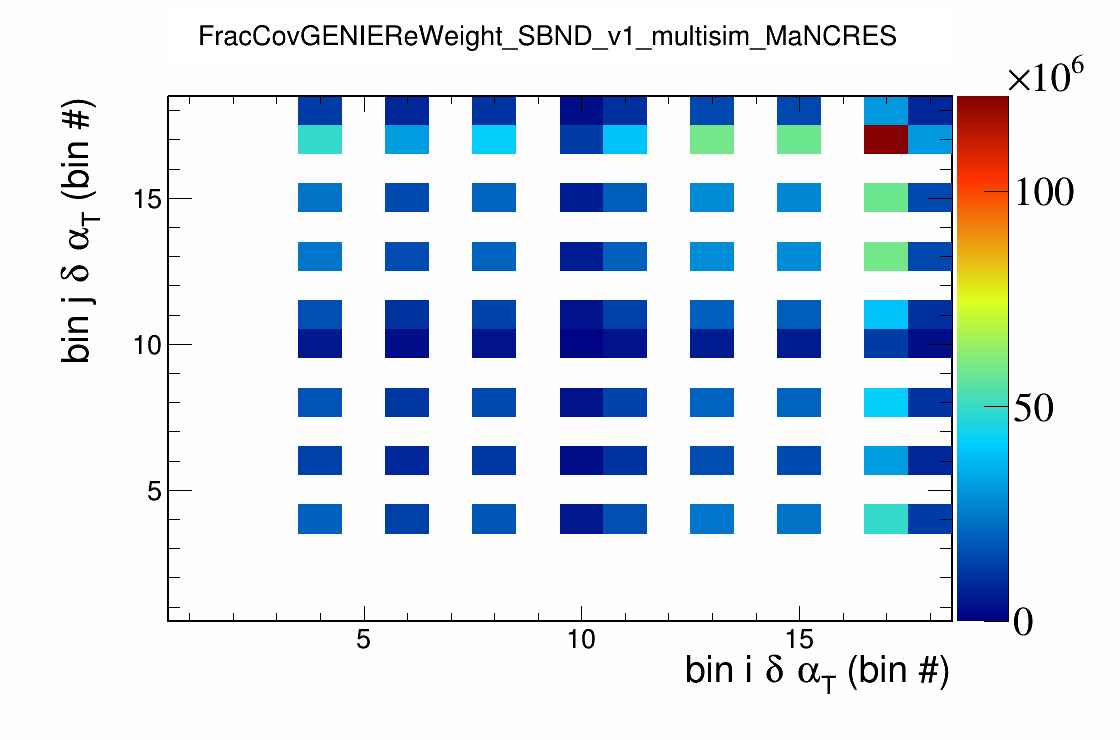 FracCovGENIEReWeight_SBND_v1_multisim_MaNCRES
×10⁶
bin j δ α_T (bin #)
15
10
5
100
50
0
5 10 15
bin i δ α_T (bin #)